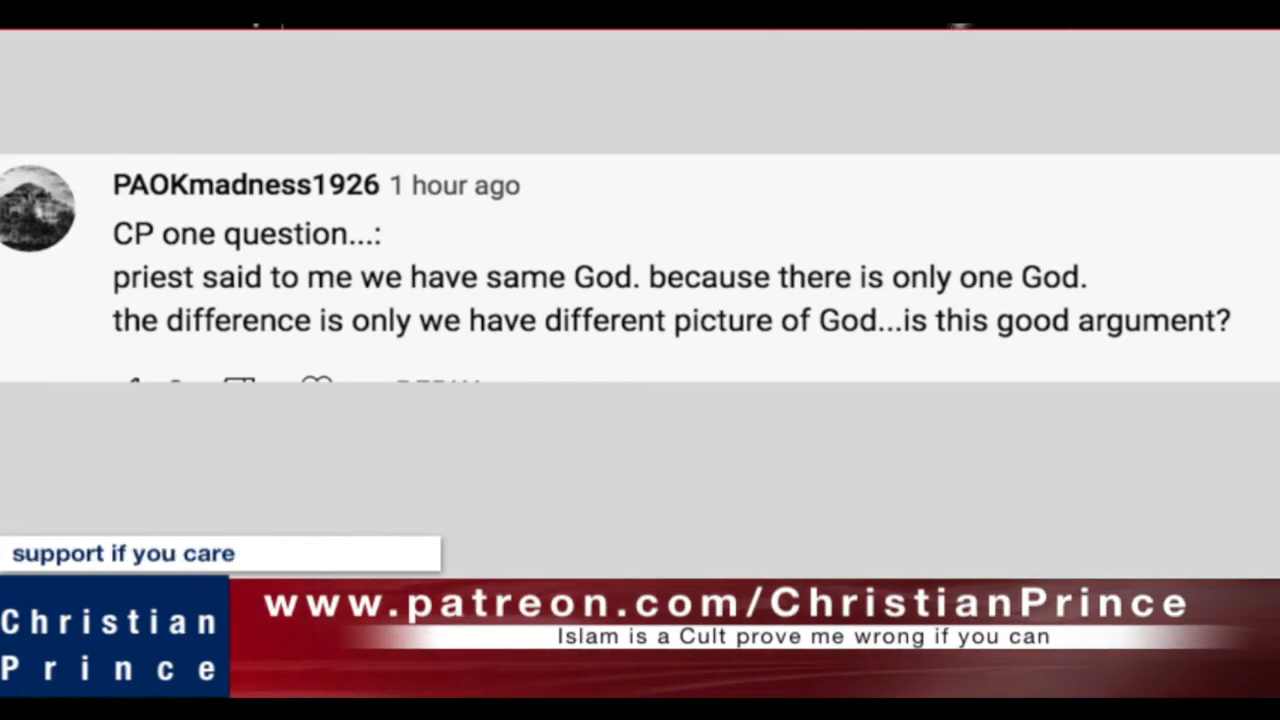 PAOKmadness1926 1 hour ago
CP one question...:
priest said to me we have same God. because there is only one God.
the difference is only we have different picture of God...is this good argument?
support if you care
Christian
Prince
www.patreon.com/ChristianPrince
Islam is a Cult prove me wrong if you can